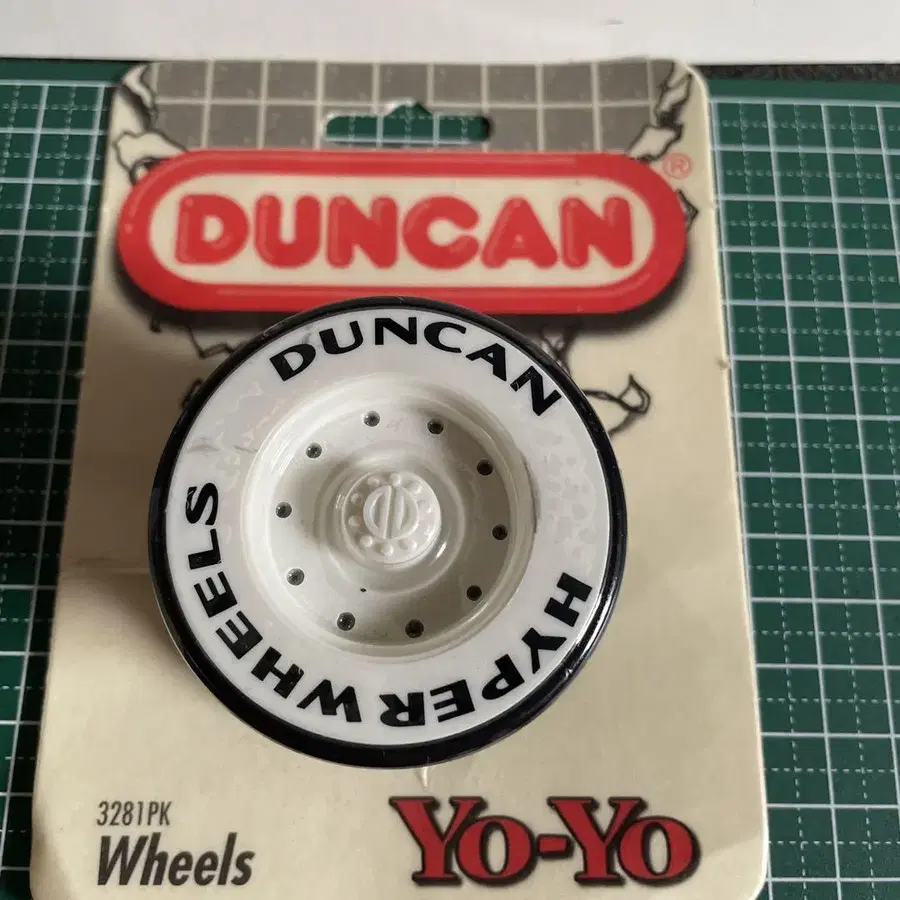 DUNCAN®
DUNCAN
HYPER WHEELS
3281PK
Wheels
Yo-Yo